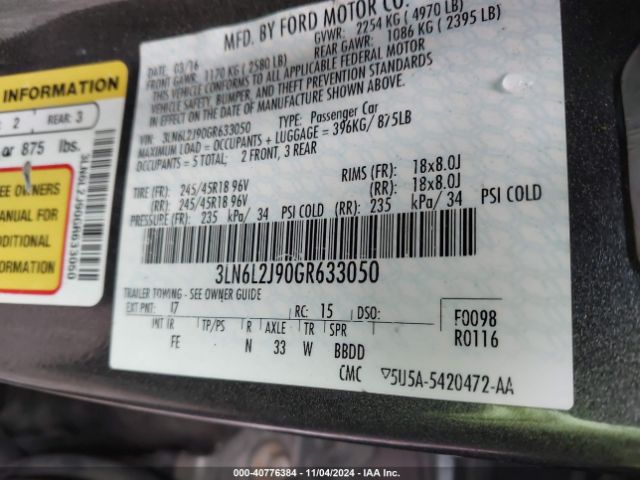 MFD. BY FORD MOTOR CO.
DATE: 03/16 GVWR: 2254 KG ( 4970 LB)
FRONT GAWR: 1170 KG ( 2580 LB) REAR GAWR: 1086 KG ( 2395 LB)
THIS VEHICLE CONFORMS TO ALL APPLICABLE FEDERAL MOTOR
VEHICLE SAFETY, BUMPER, AND THEFT PREVENTION STANDARDS
IN EFFECT ON THE DATE OF MANUFACTURE SHOWN ABOVE.
VIN: 3LN6L2J90GR633050 TYPE: Passenger Car
MAXIMUM LOAD = OCCUPANTS + LUGGAGE = 396KG/ 875LB
OCCUPANTS = 5 TOTAL; 2 FRONT, 3 REAR
TIRE (FR): 245/45R18 96V RIMS (FR): 18x8.0J
(RR): 245/45R18 96V (RR): 18x8.0J
PRESSURE (FR): 235 kPa/ 34 PSI COLD (RR): 235 kPa/ 34 PSI COLD
3LN6L2J90GR633050
TRAILER TOWING - SEE OWNER GUIDE
EXT PNT: I7 RC: 15 DSO:
F0098
R0116
INT TR TP/PS R AXLE TR SPR
FE N 33 W BBDD
CMC 5U5A-5420472-AA
INFORMATION
: 2 REAR: 3
or 875 lbs.
SEE OWNERS
MANUAL FOR
ADDITIONAL
INFORMATION
3LN6L2J90GR633050
000-40776384 | 11/04/2024 | IAA Inc.